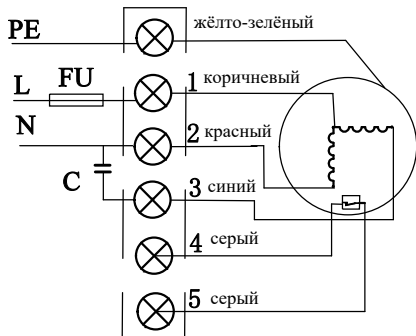 PE жёлто-зелёный
L FU 1 коричневый
N 2 красный
C 3 синий
4 серый
5 серый